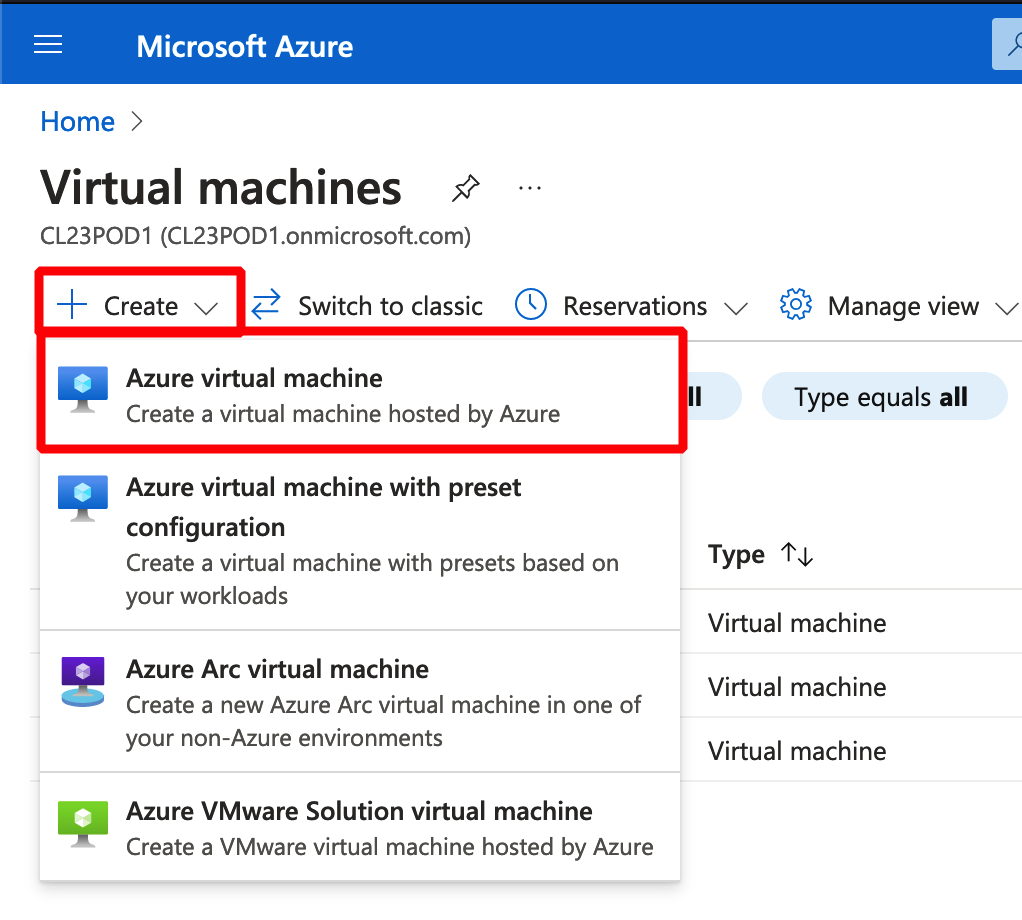 Microsoft Azure
Home
Virtual machines
CL23POD1 (CL23POD1.onmicrosoft.com)
Create Switch to classic Reservations Manage view
Azure virtual machine
Create a virtual machine hosted by Azure
Type equals all
Azure virtual machine with preset
configuration
Create a virtual machine with presets based on
your workloads
Type
Virtual machine
Azure Arc virtual machine
Create a new Azure Arc virtual machine in one of
your non-Azure environments
Virtual machine
Virtual machine
Azure VMware Solution virtual machine
Create a VMware virtual machine hosted by Azure